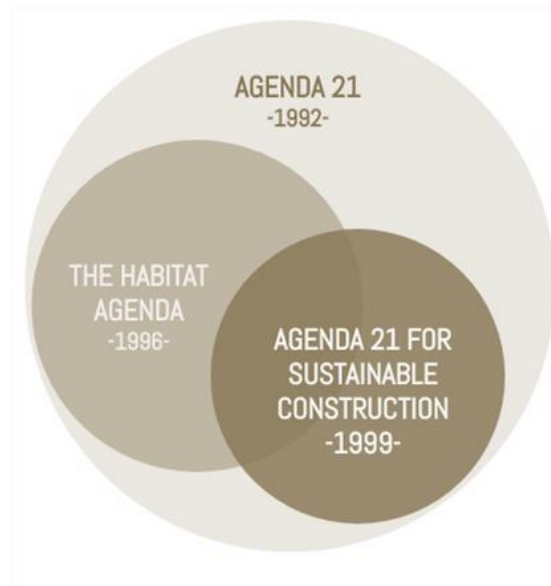 AGENDA 21
-1992-
THE HABITAT
AGENDA
-1996-
AGENDA 21 FOR
SUSTAINABLE
CONSTRUCTION
-1999-